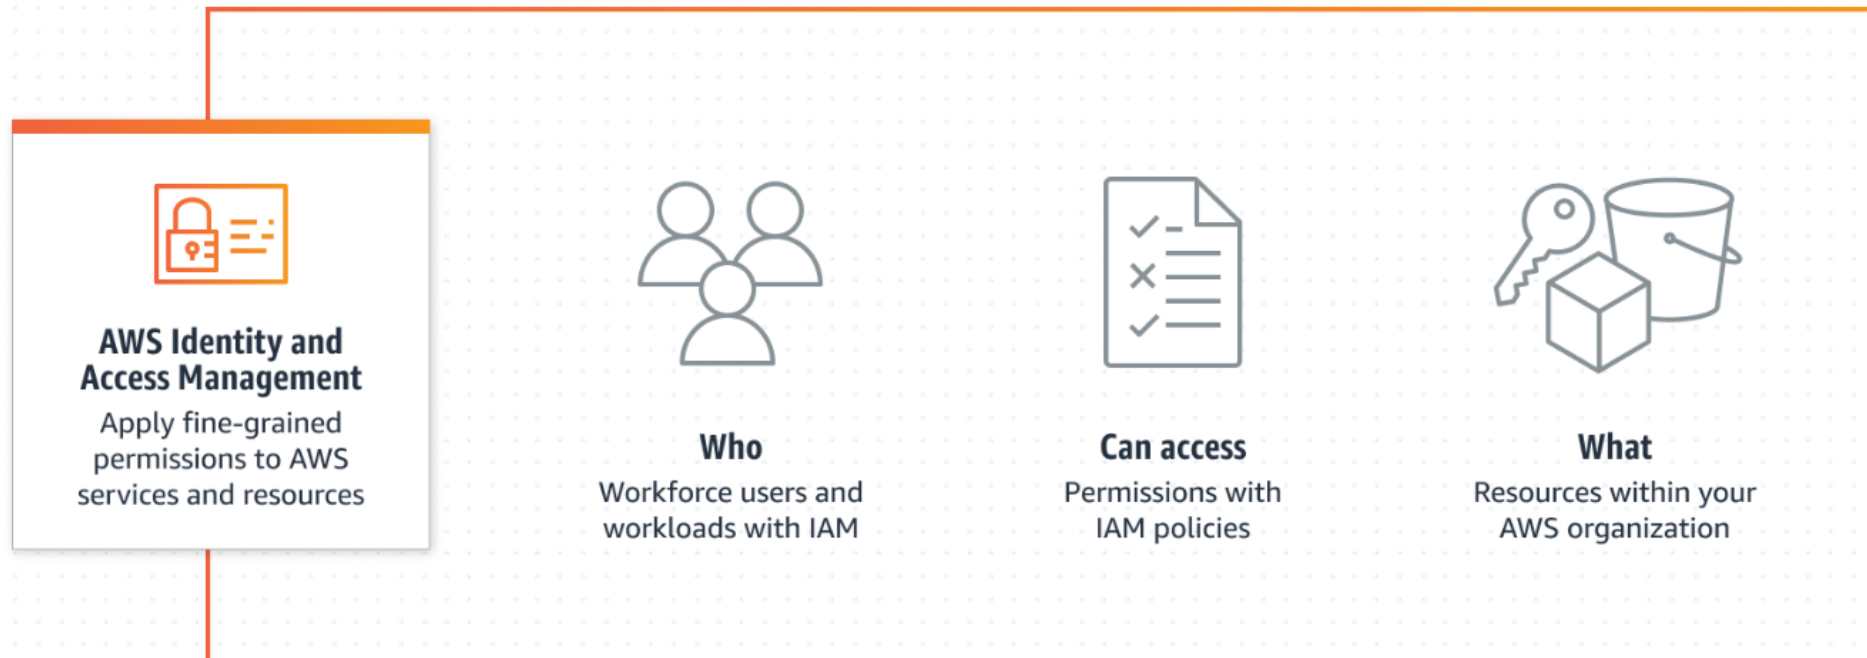 AWS Identity and
Access Management
Apply fine-grained
permissions to AWS
services and resources
Who
Workforce users and
workloads with IAM
Can access
Permissions with
IAM policies
What
Resources within your
AWS organization